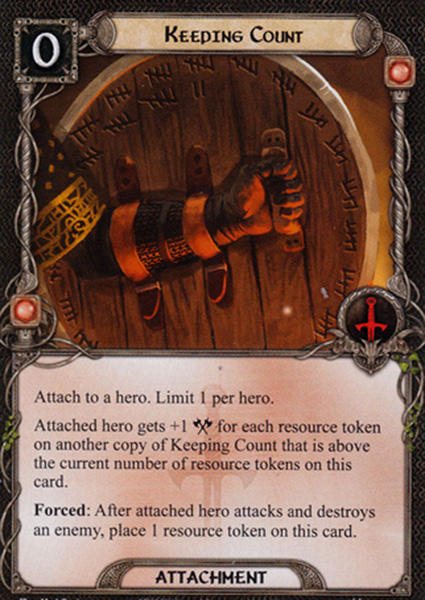 0
KEEPING COUNT
Attach to a hero. Limit 1 per hero.
Attached hero gets +1 for each resource token
on another copy of Keeping Count that is above
the current number of resource tokens on this
card.
Forced: After attached hero attacks and destroys
an enemy, place 1 resource token on this card.
ATTACHMENT